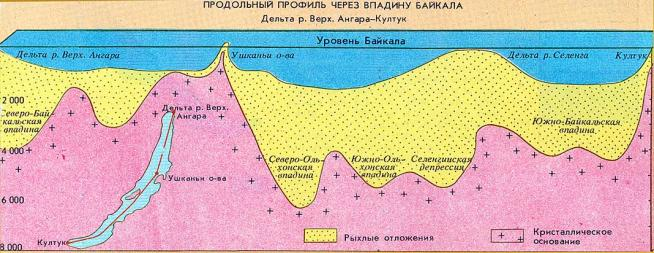 ПРОДОЛЬНЫЙ ПРОФИЛЬ ЧЕРЕЗ ВПАДИНУ БАЙКАЛА
Дельта р. Верх. Ангара–Култук
Уровень Байкала
Дельта р. Верх. Ангара
Ушканьи о-ва
Дельта р. Селенга
Култук
2 000
Северо-Бай-
кальская
впадина
Дельта р. Верх.
Ангара
Южно-Байкальская
впадина
4 000
Северо-Оль-
хонская
впадина
Южно-Оль-
хонская
впадина
Селенгинская
депрессия
Ушканьи о-ва
6 000
Култук
Рыхлые отложения
Кристаллическое
основание
8 000